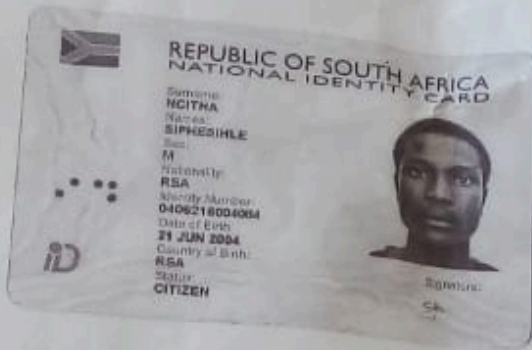 REPUBLIC OF SOUTH AFRICA
NATIONAL IDENTITY CARD
Surname:
NCITHA
Names:
SIPHESIHLE
Sex:
M
Nationality:
RSA
Identity Number:
Date of Birth:
21 JUN 2004
Country of Birth:
RSA
Status:
CITIZEN
Signature:
iD